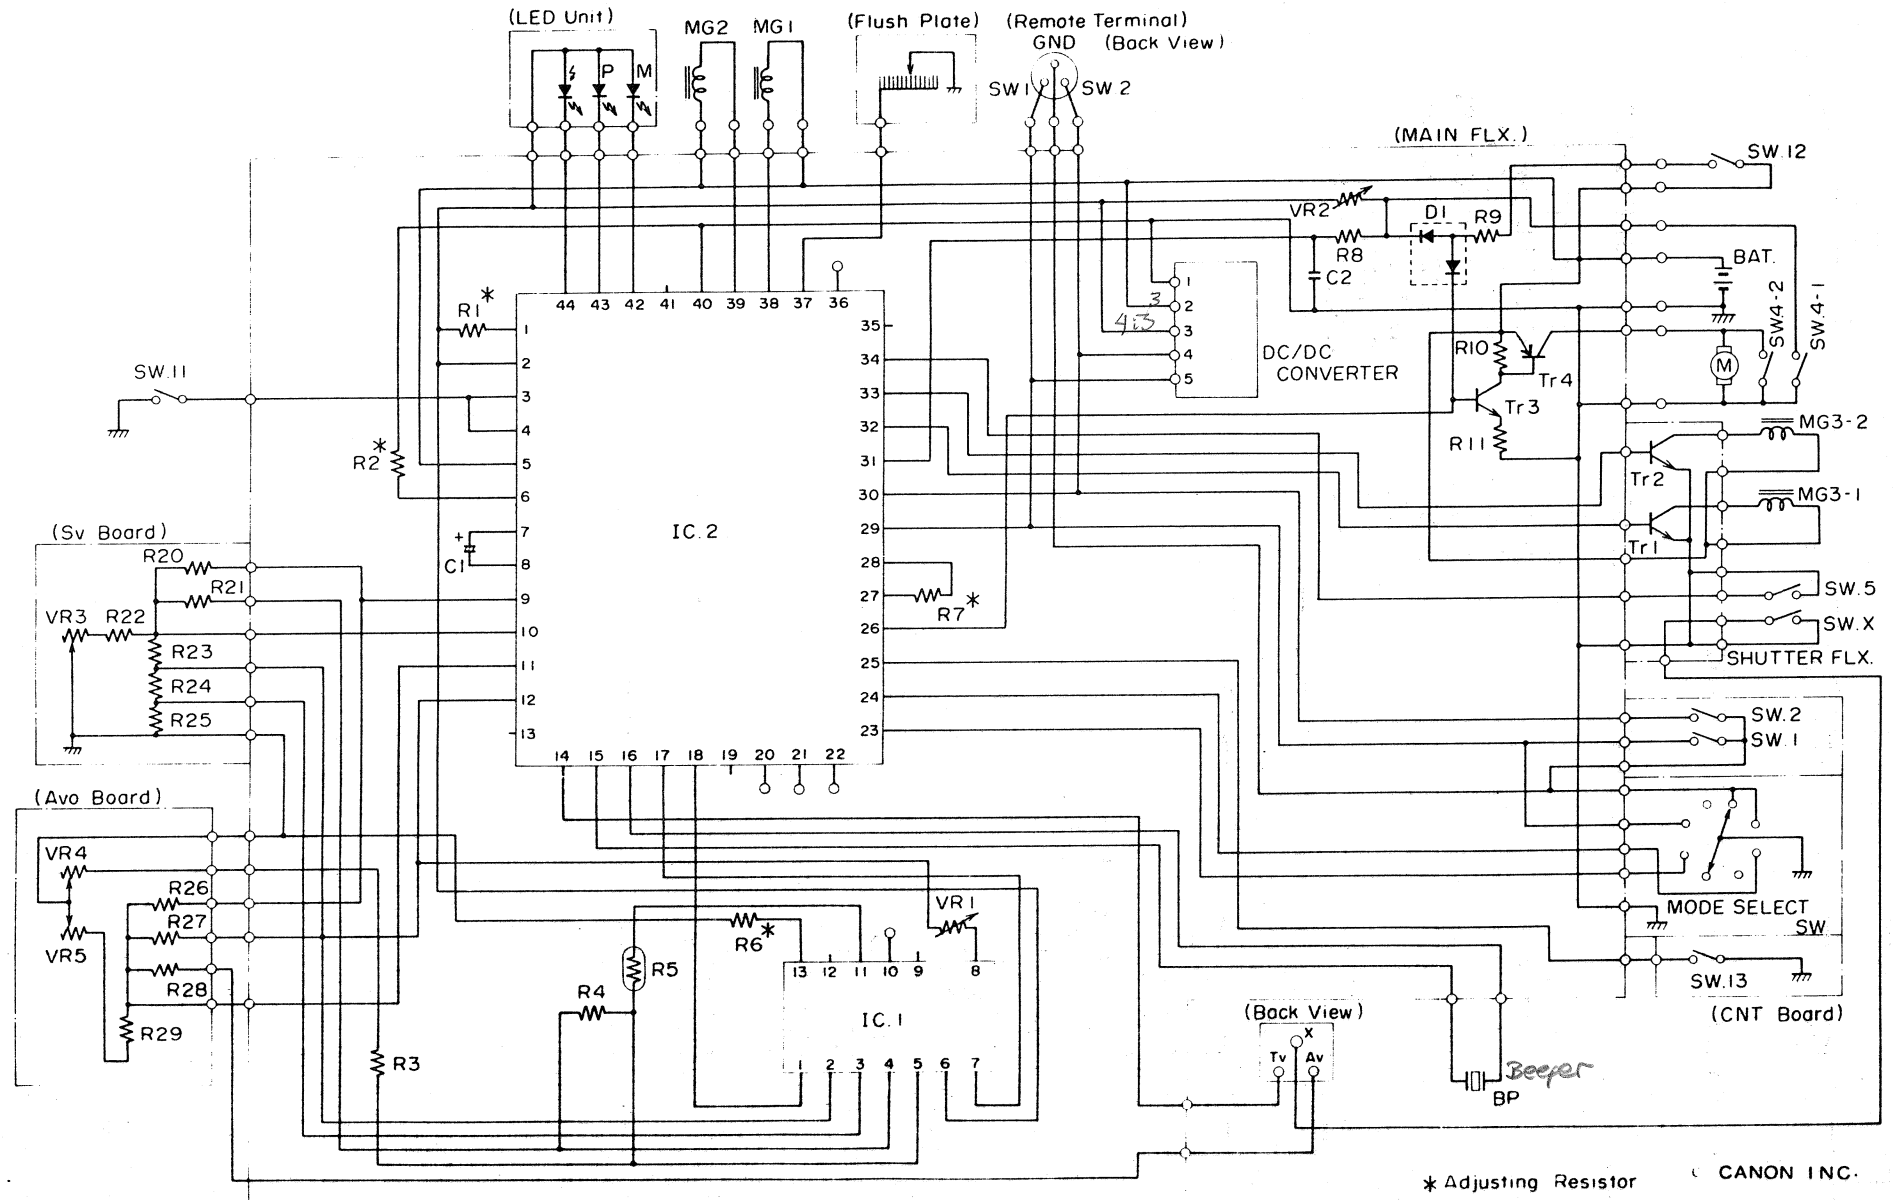 (LED Unit)
MG2 MG1
(Flush Plate)
(Remote Terminal)
GND (Back View)
SW1 SW2
P M
(MAIN FLX.)
SW.12
VR2 D1 R9
R8
C2
BAT.
44 43 42 41 40 39 38 37 36
R1 *
1
2
3
4
5
6
7
8
9
10
11
12
13
35
34
33
32
31
30
29
28
27
26
25
24
23
14 15 16 17 18 19 20 21 22
IC.2
1
2
3
4
5
3
DC/DC
CONVERTER
SW.4-2
SW.4-1
R10
Tr4
Tr3
R11
M
SW.11
R2 *
MG3-2
Tr2
MG3-1
Tr1
+
C1
R7 *
SW.5
SW.X
SHUTTER FLX.
(Sv Board)
R20
R21
VR3 R22
R23
R24
R25
SW.2
SW.1
MODE SELECT
SW
SW.13
(CNT Board)
(Avo Board)
VR4
R26
R27
VR5
R28
R29
R3
R4
R5
R6 *
VR1
13 12 11 10 9 8
IC.1
1 2 3 4 5 6 7
(Back View)
X
Tv Av
Beeper
BP
* Adjusting Resistor
CANON INC.